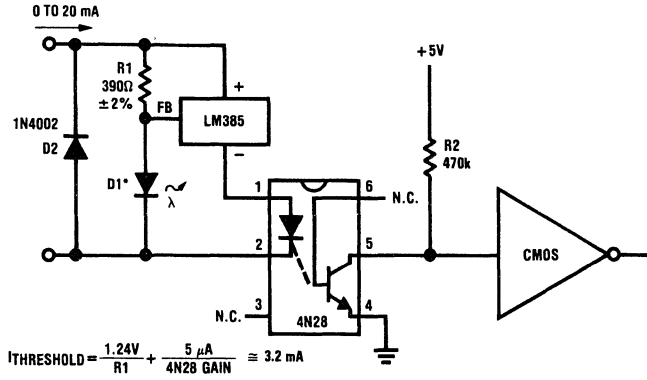 0 TO 20 mA
+5V
R1
390Ω
±2%
FB
+
LM385
−
1N4002
D2
R2
470k
D1*
λ
1
6
N.C.
2
5
CMOS
3
N.C.
4
4N28
ITHRESHOLD = 1.24V / R1 + 5 μA / 4N28 GAIN ≅ 3.2 mA